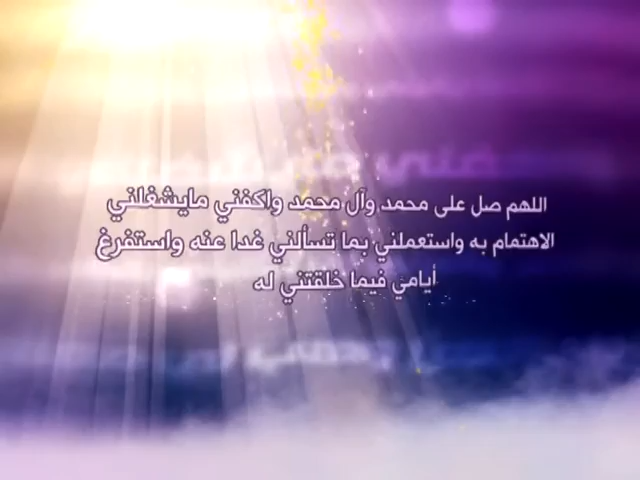 اللهم صل على محمد وآل محمد واكفني مايشغلني
الاهتمام به واستعملني بما تسألني غدا عنه واستفرغ
أيامي فيما خلقتني له